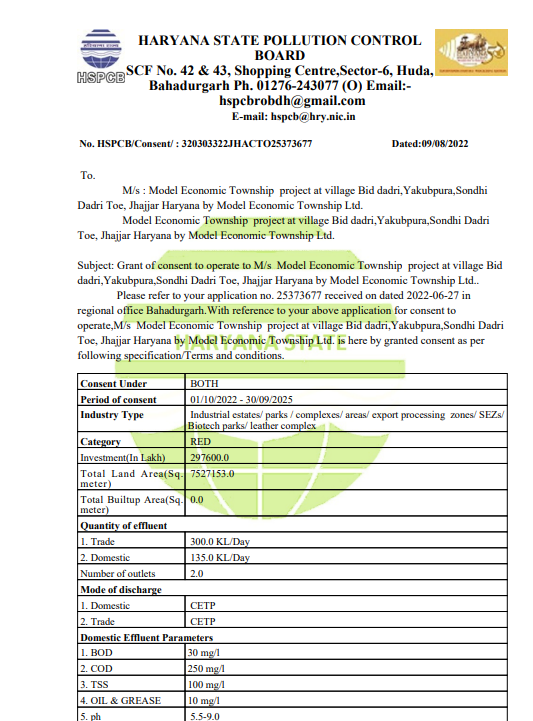 HARYANA STATE POLLUTION CONTROL
BOARD
SCF No. 42 & 43, Shopping Centre,Sector-6, Huda,
Bahadurgarh Ph. 01276-243077 (O) Email:-
hspcbrobdh@gmail.com
E-mail: hspcb@hry.nic.in
HSPCB
No. HSPCB/Consent/ : 320303322JHACTO25373677 Dated:09/08/2022
To.
M/s : Model Economic Township project at village Bid dadri,Yakubpura,Sondhi
Dadri Toe, Jhajjar Haryana by Model Economic Township Ltd.
Model Economic Township project at village Bid dadri,Yakubpura,Sondhi Dadri
Toe, Jhajjar Haryana by Model Economic Township Ltd.
Subject: Grant of consent to operate to M/s Model Economic Township project at village Bid
dadri,Yakubpura,Sondhi Dadri Toe, Jhajjar Haryana by Model Economic Township Ltd..
Please refer to your application no. 25373677 received on dated 2022-06-27 in
regional office Bahadurgarh.With reference to your above application for consent to
operate,M/s Model Economic Township project at village Bid dadri,Yakubpura,Sondhi Dadri
Toe, Jhajjar Haryana by Model Economic Township Ltd. is here by granted consent as per
following specification/Terms and conditions.
HARYANA STATE
Consent Under BOTH
Period of consent 01/10/2022 - 30/09/2025
Industry Type Industrial estates/ parks / complexes/ areas/ export processing zones/ SEZs/
Biotech parks/ leather complex
Category RED
Investment(In Lakh) 297600.0
Total Land Area(Sq. 7527153.0
meter)
Total Builtup Area(Sq. 0.0
meter)
Quantity of effluent
1. Trade 300.0 KL/Day
2. Domestic 135.0 KL/Day
Number of outlets 2.0
Mode of discharge
1. Domestic CETP
2. Trade CETP
Domestic Effluent Parameters
1. BOD 30 mg/l
2. COD 250 mg/l
3. TSS 100 mg/l
4. OIL & GREASE 10 mg/l
5. ph 5.5-9.0